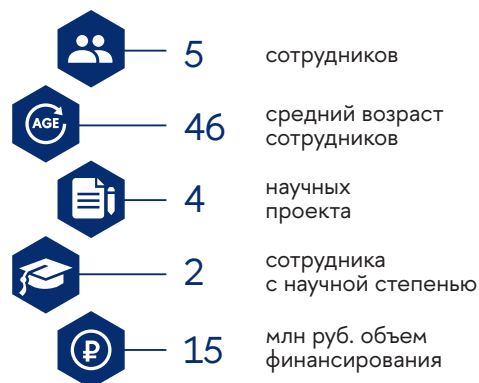 5 сотрудников
AGE
46 средний возраст
сотрудников
4 научных
проекта
2 сотрудника
с научной степенью
₽
15 млн руб. объем
финансирования